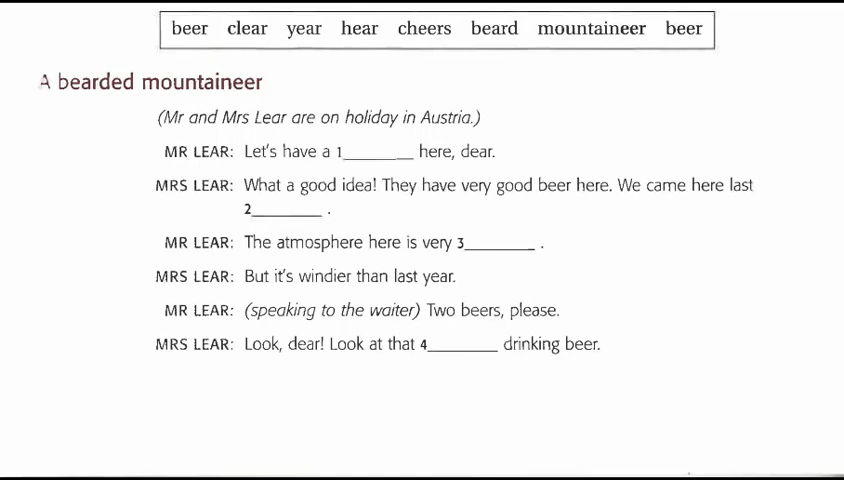 beer clear year hear cheers beard mountaineer beer
A bearded mountaineer
(Mr and Mrs Lear are on holiday in Austria.)
MR LEAR: Let's have a 1________ here, dear.
MRS LEAR: What a good idea! They have very good beer here. We came here last
2________ .
MR LEAR: The atmosphere here is very 3________ .
MRS LEAR: But it's windier than last year.
MR LEAR: (speaking to the waiter) Two beers, please.
MRS LEAR: Look, dear! Look at that 4________ drinking beer.